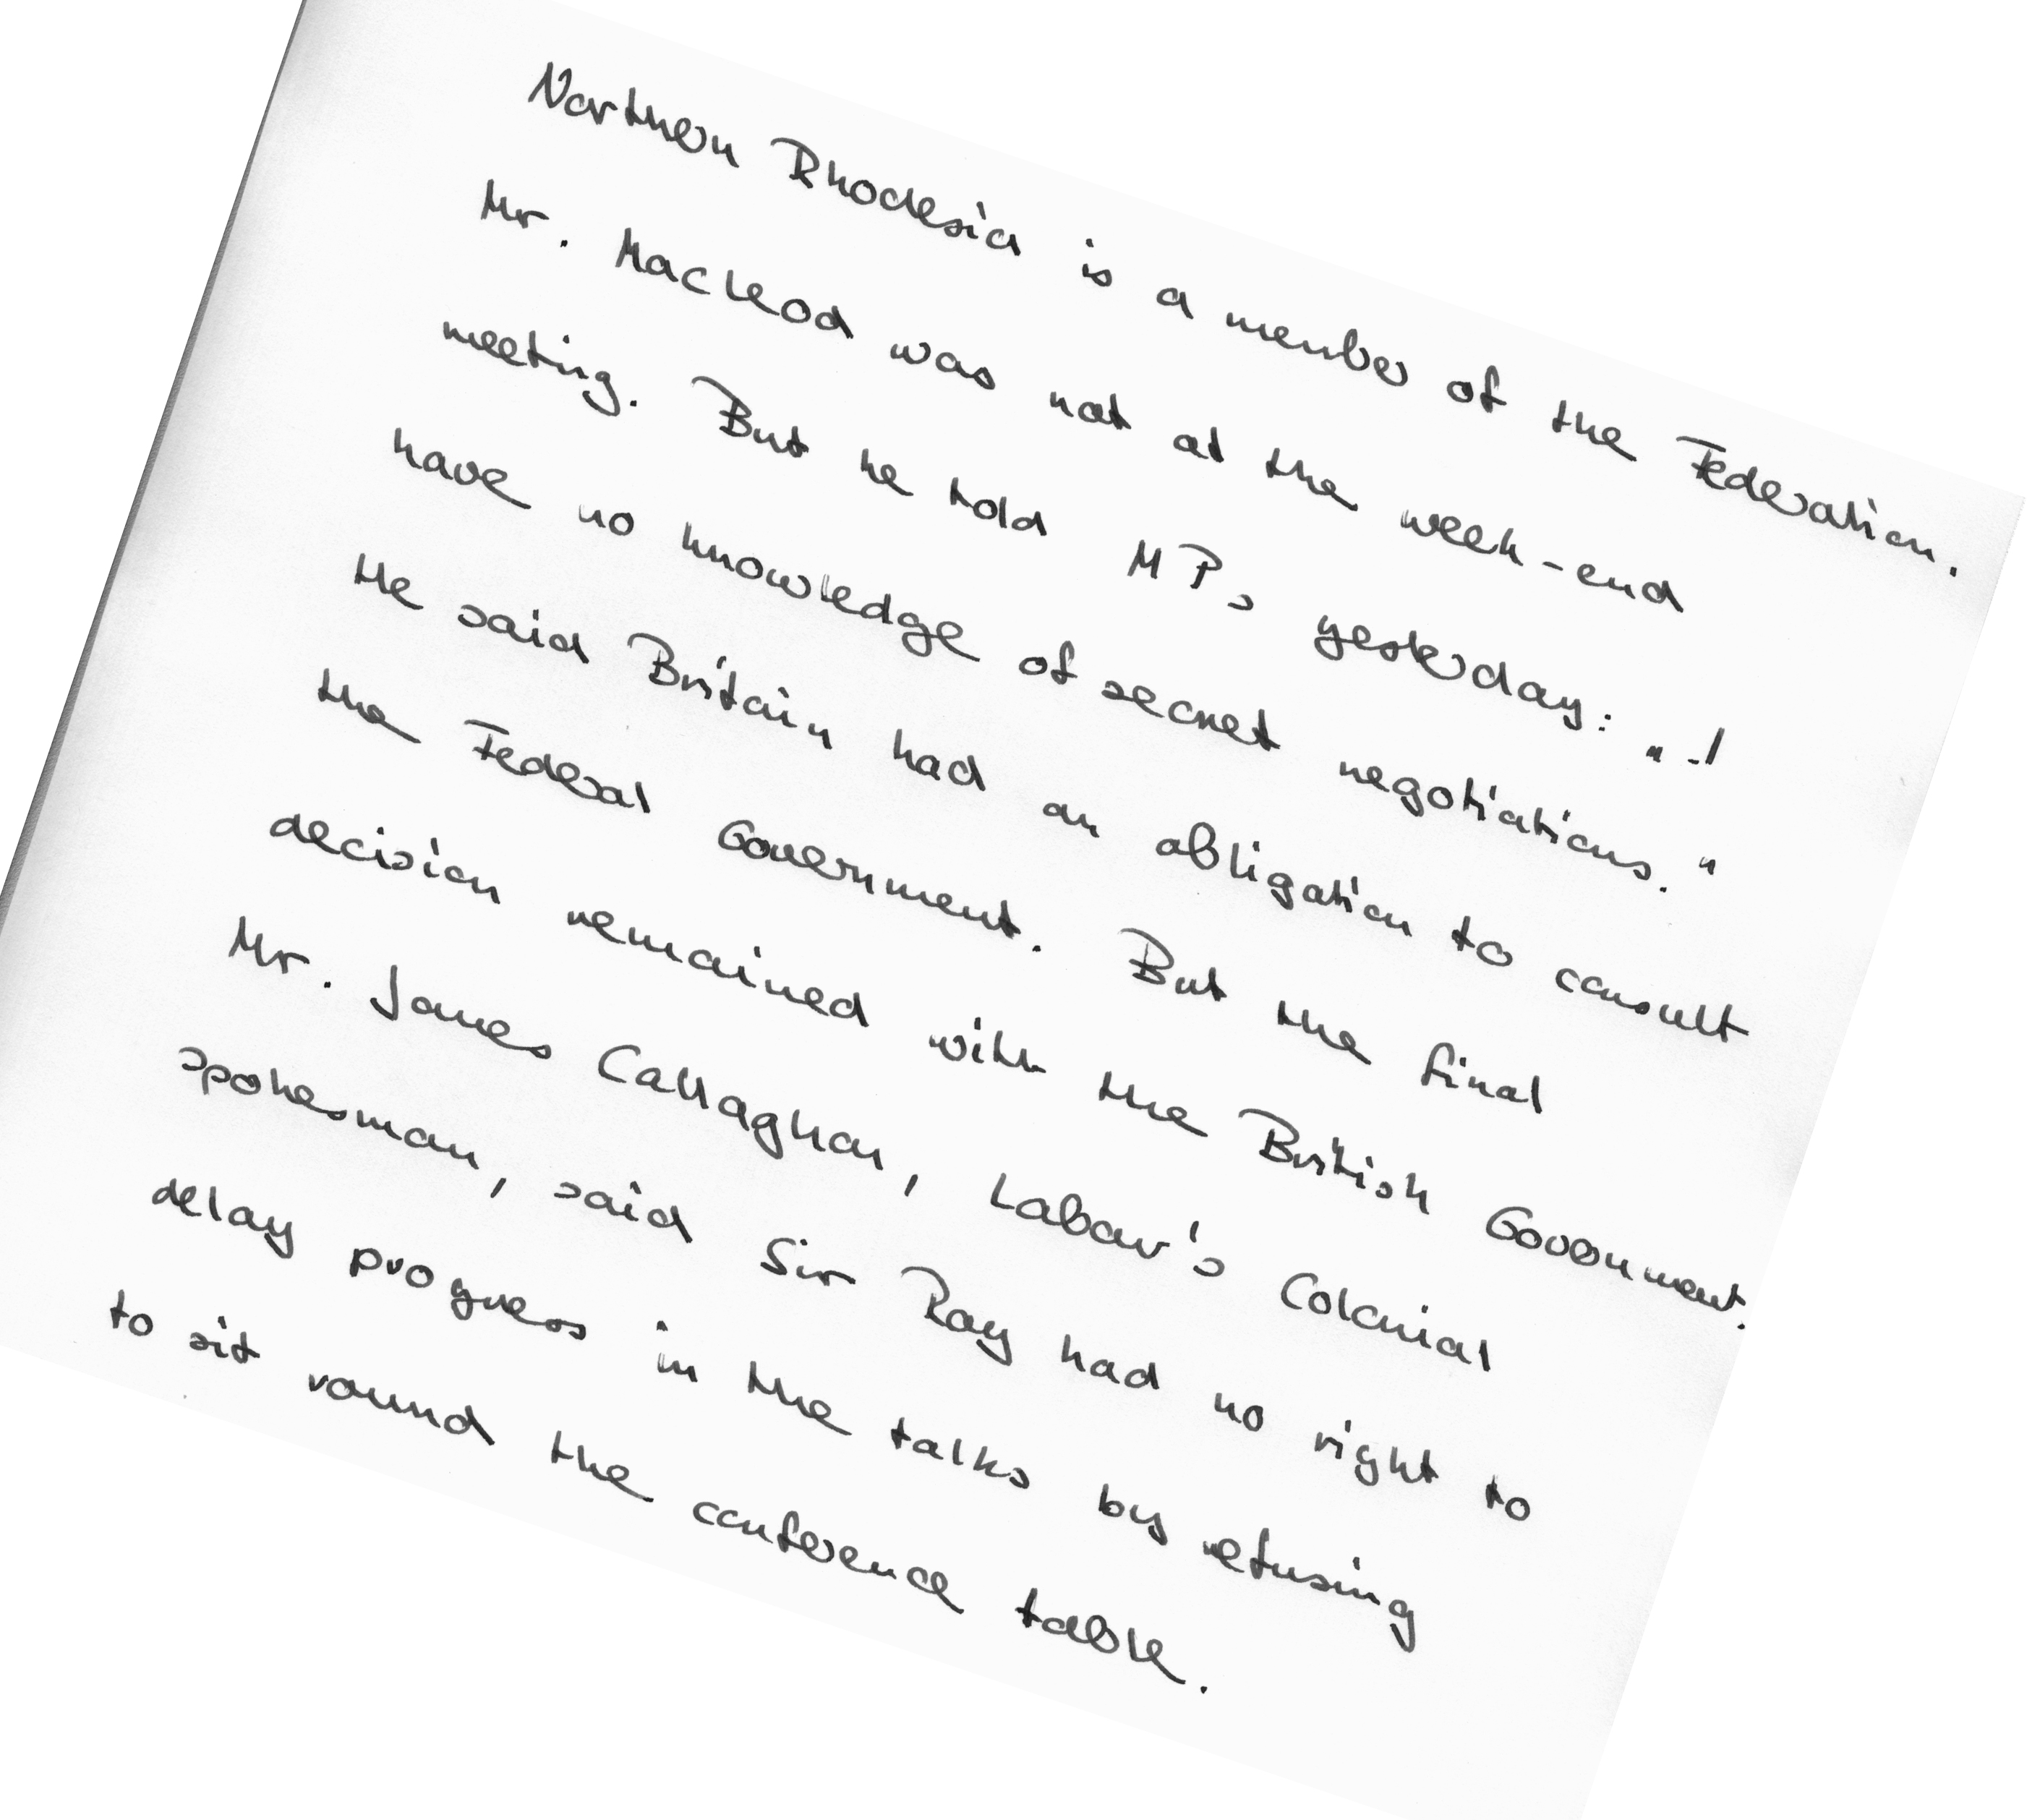 Northern Rhodesia is a member of the Federation.
Mr. Macleod was not at the week-end
meeting. But he told MPs yesterday: "I
have no knowledge of secret negotiations."
He said Britain had an obligation to consult
the Federal Government. But the final
decision remained with the British Government.
Mr. James Callaghan, Labour's Colonial
spokesman, said Sir Roy had no right to
delay progress in the talks by refusing
to sit round the conference table.